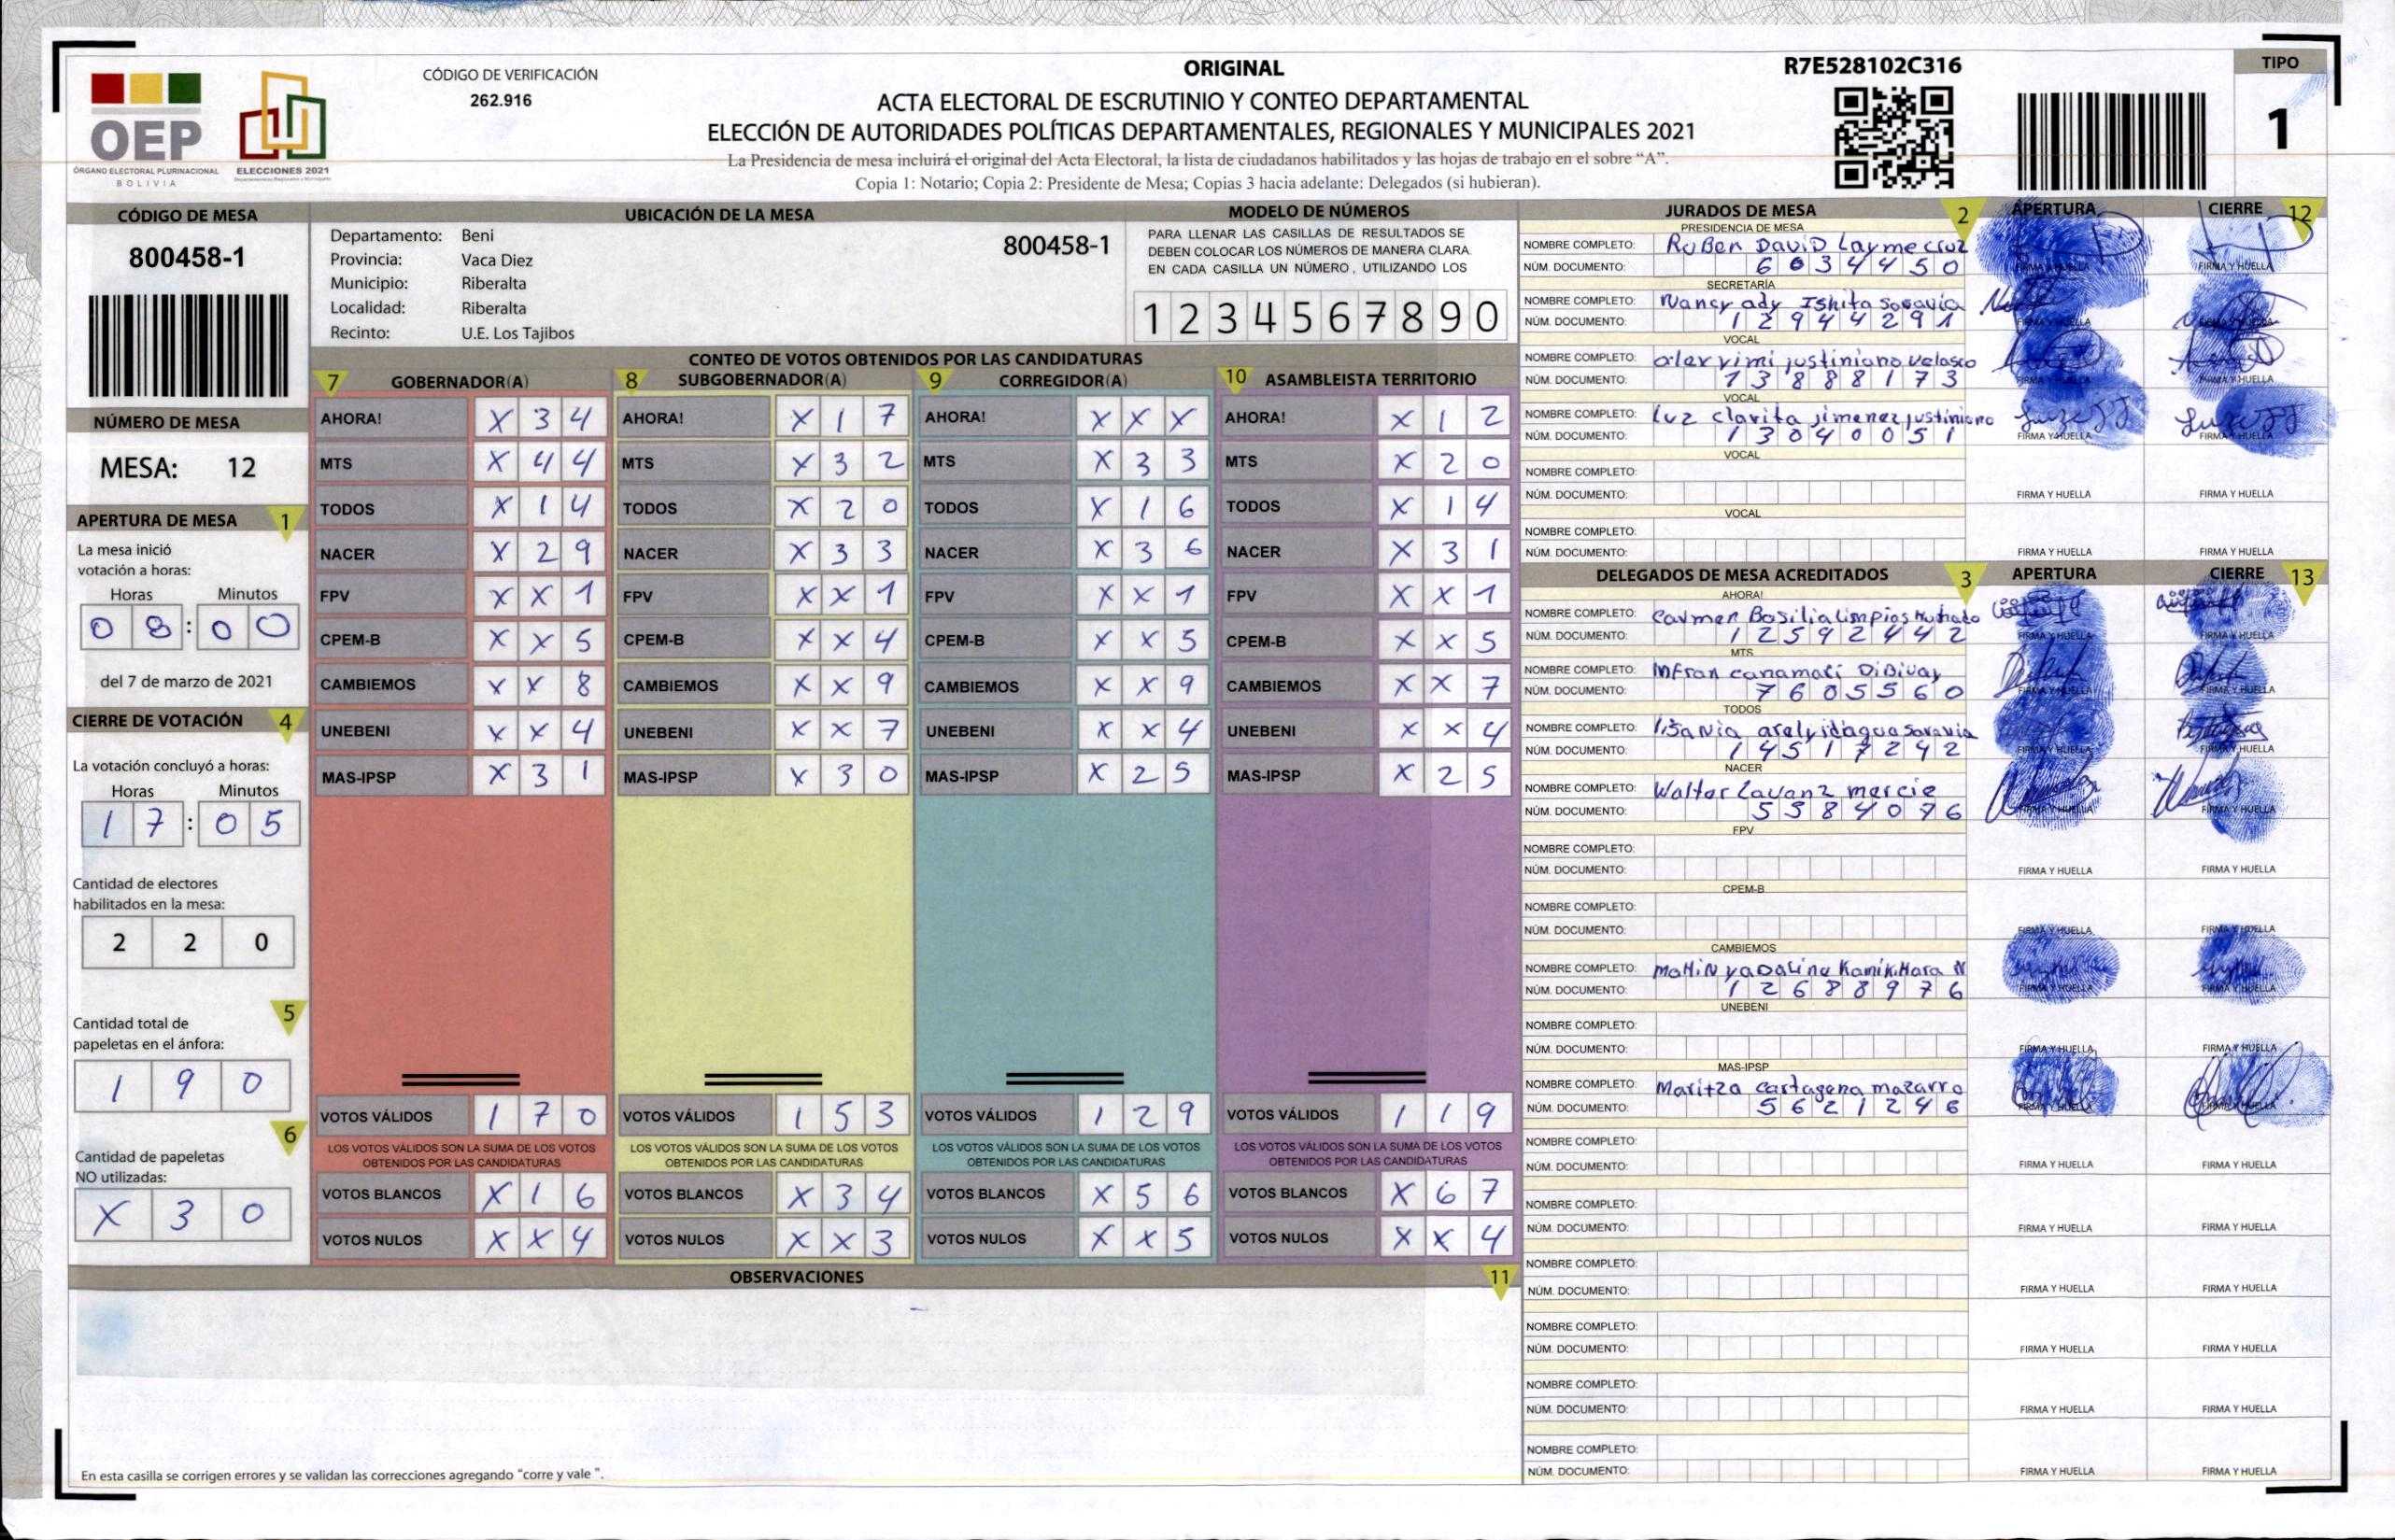 OEP
ÓRGANO ELECTORAL PLURINACIONAL
BOLIVIA
ELECCIONES 2021
CÓDIGO DE VERIFICACIÓN
262.916
ORIGINAL
ACTA ELECTORAL DE ESCRUTINIO Y CONTEO DEPARTAMENTAL
ELECCIÓN DE AUTORIDADES POLÍTICAS DEPARTAMENTALES, REGIONALES Y MUNICIPALES 2021
La Presidencia de mesa incluirá el original del Acta Electoral, la lista de ciudadanos habilitados y las hojas de trabajo en el sobre “A”.
Copia 1: Notario; Copia 2: Presidente de Mesa; Copias 3 hacia adelante: Delegados (si hubieran).
R7E528102C316
TIPO
1
CÓDIGO DE MESA
800458-1
NÚMERO DE MESA
MESA: 12
APERTURA DE MESA 1
La mesa inició
votación a horas:
Horas Minutos
0 8 : 0 0
del 7 de marzo de 2021
CIERRE DE VOTACIÓN 4
La votación concluyó a horas:
Horas Minutos
1 7 : 0 5
Cantidad de electores
habilitados en la mesa:
2 2 0
5
Cantidad total de
papeletas en el ánfora:
1 9 0
6
Cantidad de papeletas
NO utilizadas:
X 3 0
UBICACIÓN DE LA MESA
Departamento: Beni
800458-1
Provincia: Vaca Diez
Municipio: Riberalta
Localidad: Riberalta
Recinto: U.E. Los Tajibos
MODELO DE NÚMEROS
PARA LLENAR LAS CASILLAS DE RESULTADOS SE
DEBEN COLOCAR LOS NÚMEROS DE MANERA CLARA
EN CADA CASILLA UN NÚMERO, UTILIZANDO LOS
1 2 3 4 5 6 7 8 9 0
CONTEO DE VOTOS OBTENIDOS POR LAS CANDIDATURAS
7 GOBERNADOR(A) 8 SUBGOBERNADOR(A) 9 CORREGIDOR(A) 10 ASAMBLEISTA TERRITORIO
AHORA! X 3 4 AHORA! X 1 7 AHORA! X X X AHORA! X 1 2
MTS X 4 4 MTS X 3 2 MTS X 3 3 MTS X 2 0
TODOS X 1 4 TODOS X 2 0 TODOS X 1 6 TODOS X 1 4
NACER X 2 9 NACER X 3 3 NACER X 3 6 NACER X 3 1
FPV X X 1 FPV X X 1 FPV X X 1 FPV X X 1
CPEM-B X X 5 CPEM-B X X 4 CPEM-B X X 5 CPEM-B X X 5
CAMBIEMOS X X 8 CAMBIEMOS X X 9 CAMBIEMOS X X 9 CAMBIEMOS X X 7
UNEBENI X X 4 UNEBENI X X 7 UNEBENI X X 4 UNEBENI X X 4
MAS-IPSP X 3 1 MAS-IPSP X 3 0 MAS-IPSP X 2 5 MAS-IPSP X 2 5
VOTOS VÁLIDOS 1 7 0 VOTOS VÁLIDOS 1 5 3 VOTOS VÁLIDOS 1 2 9 VOTOS VÁLIDOS 1 1 9
LOS VOTOS VÁLIDOS SON LA SUMA DE LOS VOTOS LOS VOTOS VÁLIDOS SON LA SUMA DE LOS VOTOS LOS VOTOS VÁLIDOS SON LA SUMA DE LOS VOTOS LOS VOTOS VÁLIDOS SON LA SUMA DE LOS VOTOS
OBTENIDOS POR LAS CANDIDATURAS OBTENIDOS POR LAS CANDIDATURAS OBTENIDOS POR LAS CANDIDATURAS OBTENIDOS POR LAS CANDIDATURAS
VOTOS BLANCOS X 1 6 VOTOS BLANCOS X 3 4 VOTOS BLANCOS X 5 6 VOTOS BLANCOS X 6 7
VOTOS NULOS X X 4 VOTOS NULOS X X 3 VOTOS NULOS X X 5 VOTOS NULOS X X 4
OBSERVACIONES 11
En esta casilla se corrigen errores y se validan las correcciones agregando “corre y vale”.
JURADOS DE MESA 2 APERTURA CIERRE 12
PRESIDENCIA DE MESA
NOMBRE COMPLETO: RuBen DaviD Layme cruz
NÚM. DOCUMENTO: 6 0 3 4 4 5 0 FIRMA Y HUELLA FIRMA Y HUELLA
SECRETARÍA
NOMBRE COMPLETO: Nancy ady Ishita Saravia
NÚM. DOCUMENTO: 1 2 9 4 4 2 9 1 FIRMA Y HUELLA
VOCAL
NOMBRE COMPLETO: yimi justiniano velasco
NÚM. DOCUMENTO: 1 3 8 8 8 1 7 3 FIRMA Y HUELLA FIRMA Y HUELLA
VOCAL
NOMBRE COMPLETO: Luz clarita jimenez justiniano
NÚM. DOCUMENTO: 1 3 0 4 0 0 5 1 FIRMA Y HUELLA FIRMA Y HUELLA
VOCAL
NOMBRE COMPLETO:
NÚM. DOCUMENTO: FIRMA Y HUELLA FIRMA Y HUELLA
VOCAL
NOMBRE COMPLETO:
NÚM. DOCUMENTO: FIRMA Y HUELLA FIRMA Y HUELLA
DELEGADOS DE MESA ACREDITADOS 3 APERTURA CIERRE 13
AHORA!
NOMBRE COMPLETO: Carmen Basilia Limpias Hurtado
NÚM. DOCUMENTO: 1 2 5 9 2 4 4 2 FIRMA Y HUELLA FIRMA Y HUELLA
MTS
NOMBRE COMPLETO: canamari
NÚM. DOCUMENTO: 7 6 0 5 5 6 0 FIRMA Y HUELLA FIRMA Y HUELLA
TODOS
NOMBRE COMPLETO: araly Saravia
NÚM. DOCUMENTO: 1 4 5 1 7 2 4 2 FIRMA Y HUELLA FIRMA Y HUELLA
NACER
NOMBRE COMPLETO: Walter
NÚM. DOCUMENTO: 5 3 8 4 0 7 6 FIRMA Y HUELLA FIRMA Y HUELLA
FPV
NOMBRE COMPLETO:
NÚM. DOCUMENTO: FIRMA Y HUELLA FIRMA Y HUELLA
CPEM-B
NOMBRE COMPLETO:
NÚM. DOCUMENTO: FIRMA Y HUELLA FIRMA Y HUELLA
CAMBIEMOS
NOMBRE COMPLETO:
NÚM. DOCUMENTO: 1 2 6 8 8 9 7 6 FIRMA Y HUELLA FIRMA Y HUELLA
UNEBENI
NOMBRE COMPLETO:
NÚM. DOCUMENTO: FIRMA Y HUELLA FIRMA Y HUELLA
MAS-IPSP
NOMBRE COMPLETO: Maritza cartagena mazarro
NÚM. DOCUMENTO: 5 6 2 1 2 4 6 FIRMA Y HUELLA FIRMA Y HUELLA
NOMBRE COMPLETO:
NÚM. DOCUMENTO: FIRMA Y HUELLA FIRMA Y HUELLA
NOMBRE COMPLETO:
NÚM. DOCUMENTO: FIRMA Y HUELLA FIRMA Y HUELLA
NOMBRE COMPLETO:
NÚM. DOCUMENTO: FIRMA Y HUELLA FIRMA Y HUELLA
NOMBRE COMPLETO:
NÚM. DOCUMENTO: FIRMA Y HUELLA FIRMA Y HUELLA
NOMBRE COMPLETO:
NÚM. DOCUMENTO: FIRMA Y HUELLA FIRMA Y HUELLA
NOMBRE COMPLETO:
NÚM. DOCUMENTO: FIRMA Y HUELLA FIRMA Y HUELLA